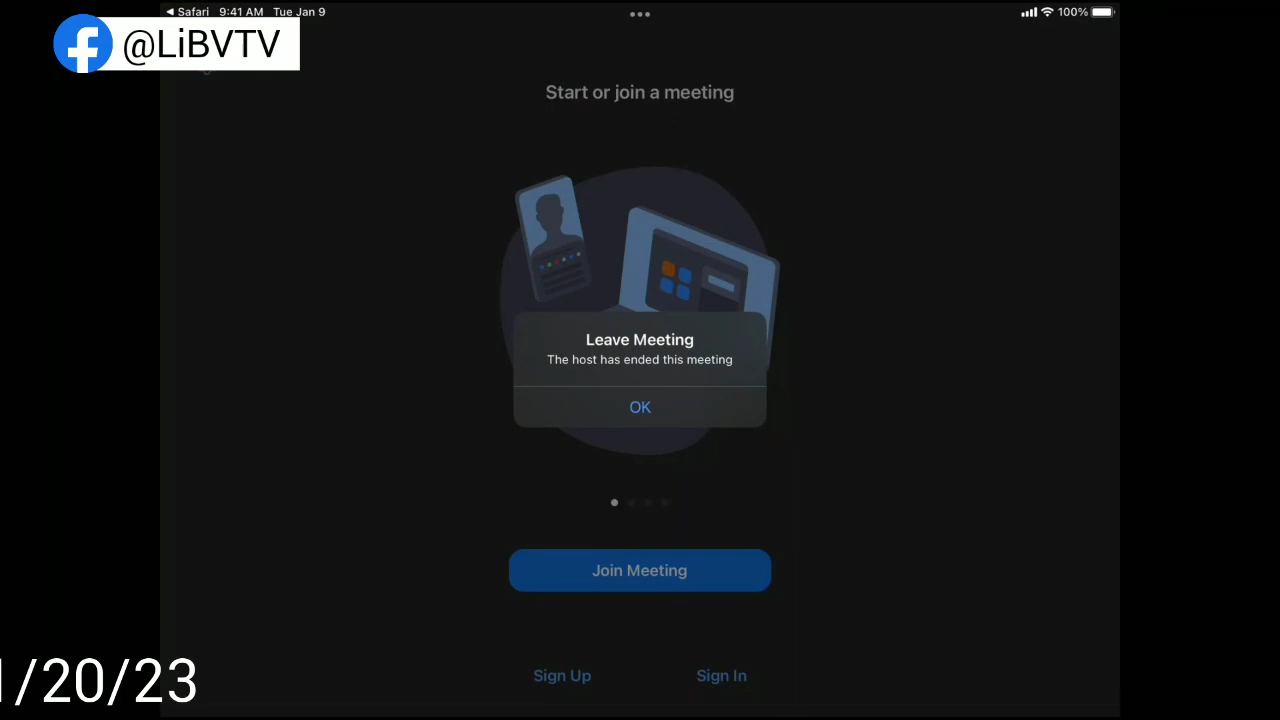 Safari 9:41 AM Tue Jan 9
100%
@LiBVTV
Start or join a meeting
Leave Meeting
The host has ended this meeting
OK
Join Meeting
Sign Up Sign In
/20/23